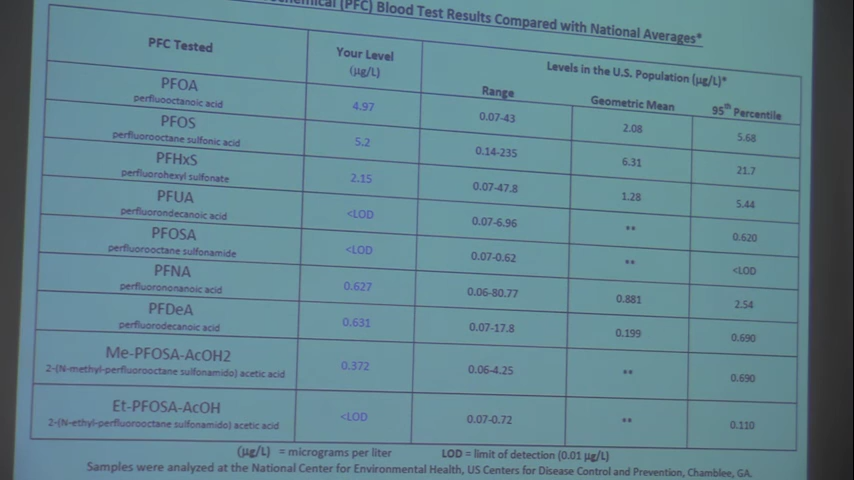 (PFC) Blood Test Results Compared with National Averages*
PFC Tested
Your Level
(µg/L)
Levels in the U.S. Population (µg/L)*
Range
Geometric Mean
95th Percentile
PFOA
perfluooctanoic acid
4.97
0.07-43
2.08
5.68
PFOS
perfluorooctane sulfonic acid
5.2
0.14-235
6.31
21.7
PFHxS
perfluorohexyl sulfonate
2.15
0.07-47.8
1.28
5.44
PFUA
perfluorondecanoic acid
<LOD
0.07-6.96
**
0.620
PFOSA
perfluorooctane sulfonamide
<LOD
0.07-0.62
**
<LOD
PFNA
perfluorononanoic acid
0.627
0.06-80.77
0.881
2.54
PFDeA
perfluorodecanoic acid
0.631
0.07-17.8
0.199
0.690
Me-PFOSA-AcOH2
2-(N-methyl-perfluorooctane sulfonamido) acetic acid
0.372
0.06-4.25
**
0.690
Et-PFOSA-AcOH
2-(N-ethyl-perfluorooctane sulfonamido) acetic acid
<LOD
0.07-0.72
**
0.110
(µg/L) = micrograms per liter LOD = limit of detection (0.01 µg/L)
Samples were analyzed at the National Center for Environmental Health, US Centers for Disease Control and Prevention, Chamblee, GA.